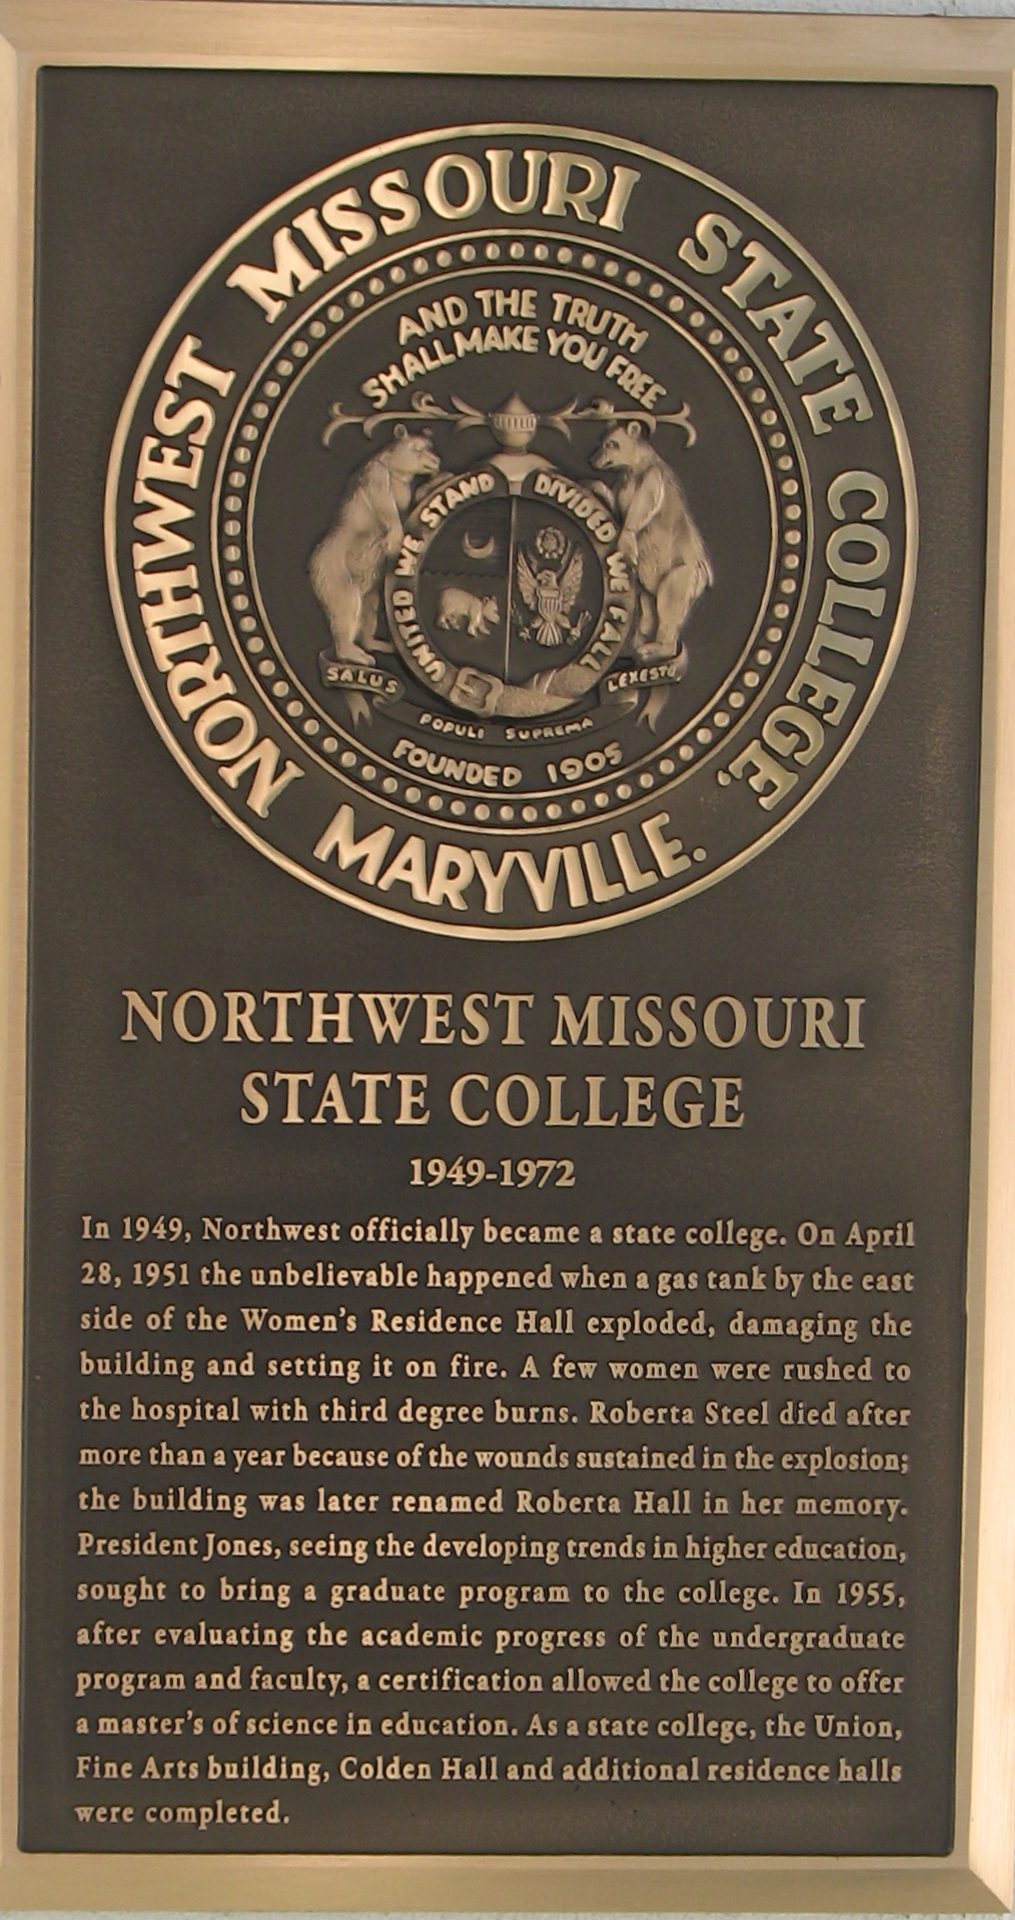 NORTHWEST MISSOURI STATE COLLEGE,
MARYVILLE.
AND THE TRUTH
SHALL MAKE YOU FREE
UNITED WE STAND DIVIDED WE FALL
SALUS POPULI SUPREMA LEX ESTO
FOUNDED 1905
NORTHWEST MISSOURI
STATE COLLEGE
1949-1972
In 1949, Northwest officially became a state college. On April
28, 1951 the unbelievable happened when a gas tank by the east
side of the Women's Residence Hall exploded, damaging the
building and setting it on fire. A few women were rushed to
the hospital with third degree burns. Roberta Steel died after
more than a year because of the wounds sustained in the explosion;
the building was later renamed Roberta Hall in her memory.
President Jones, seeing the developing trends in higher education,
sought to bring a graduate program to the college. In 1955,
after evaluating the academic progress of the undergraduate
program and faculty, a certification allowed the college to offer
a master's of science in education. As a state college, the Union,
Fine Arts building, Colden Hall and additional residence halls
were completed.